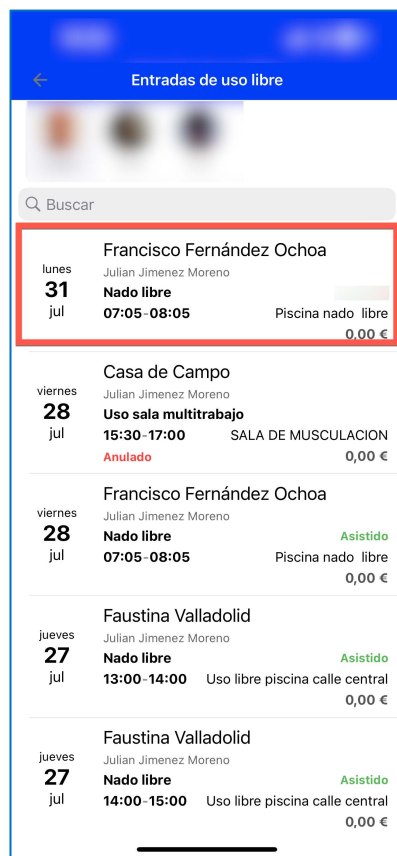 Entradas de uso libre
Buscar
lunes
31
jul
Francisco Fernández Ochoa
Julian Jimenez Moreno
Nado libre
07:05-08:05 Piscina nado libre
0,00 €
viernes
28
jul
Casa de Campo
Julian Jimenez Moreno
Uso sala multitrabajo
15:30-17:00 SALA DE MUSCULACION
Anulado 0,00 €
viernes
28
jul
Francisco Fernández Ochoa
Julian Jimenez Moreno
Nado libre Asistido
07:05-08:05 Piscina nado libre
0,00 €
jueves
27
jul
Faustina Valladolid
Julian Jimenez Moreno
Nado libre Asistido
13:00-14:00 Uso libre piscina calle central
0,00 €
jueves
27
jul
Faustina Valladolid
Julian Jimenez Moreno
Nado libre Asistido
14:00-15:00 Uso libre piscina calle central
0,00 €